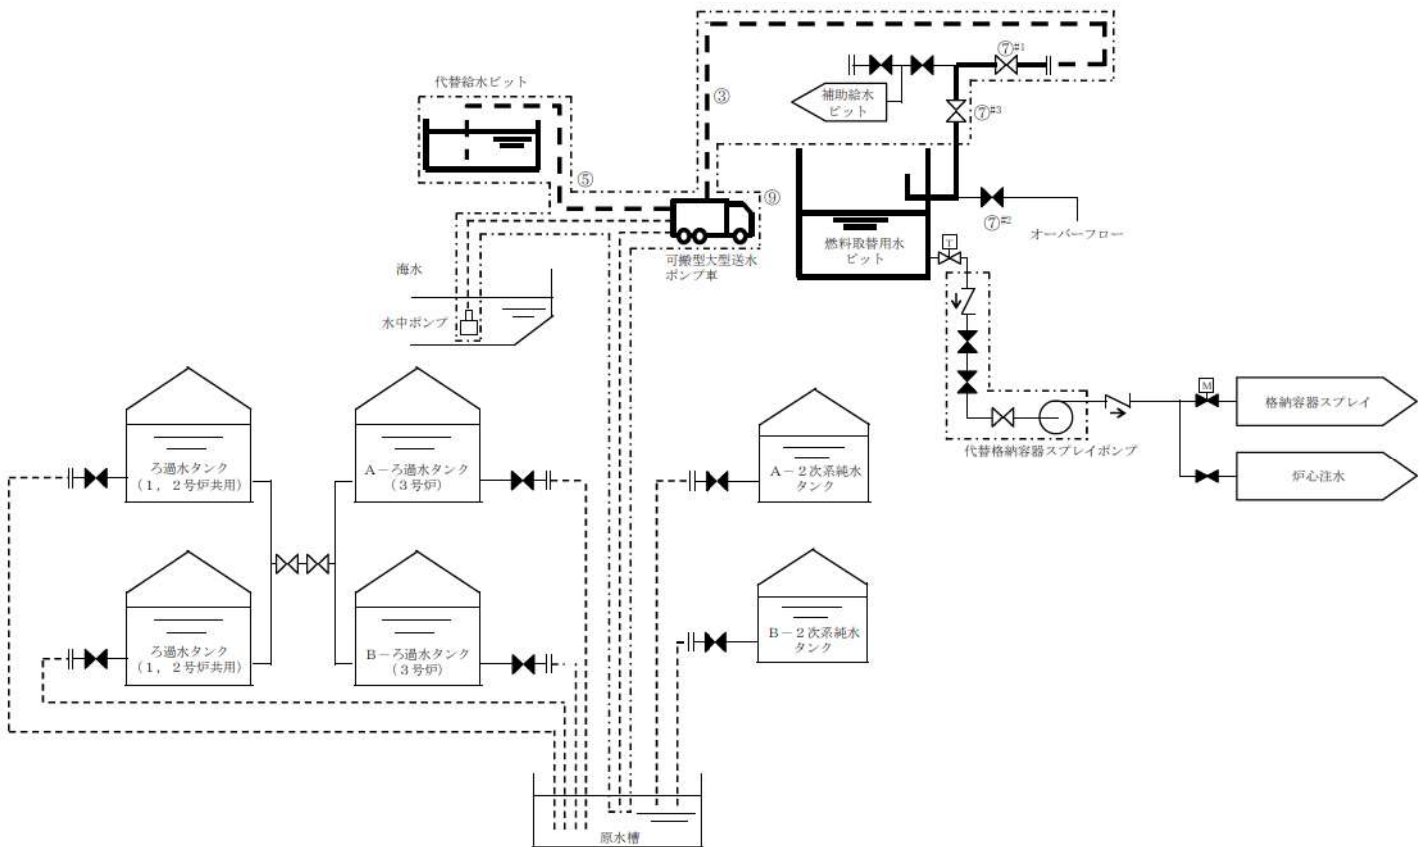 ⑦#1
代替給水ピット
③
補助給水
ピット
⑦#3
⑤
⑨
⑦#2
オーバーフロー
燃料取替用水
ピット
T
可搬型大型送水
ポンプ車
海水
水中ポンプ
M
格納容器スプレイ
代替格納容器スプレイポンプ
炉心注水
ろ過水タンク
(1，2号炉共用)
A－ろ過水タンク
(3号炉)
A－2次系純水
タンク
ろ過水タンク
(1，2号炉共用)
B－ろ過水タンク
(3号炉)
B－2次系純水
タンク
原水槽